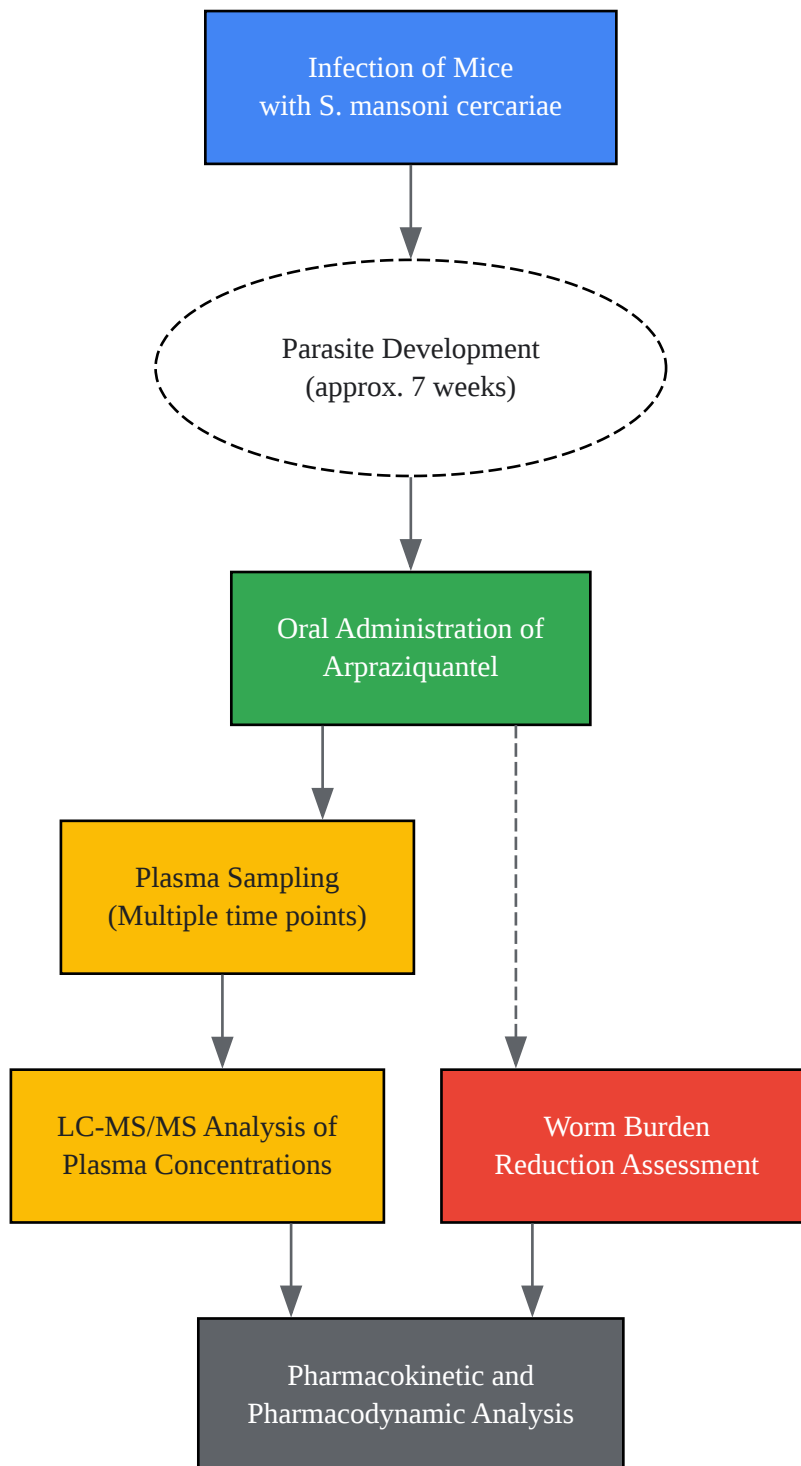 Infection of Mice
with S. mansoni cercariae
Parasite Development
(approx. 7 weeks)
Oral Administration of
Arpraziquantel
Plasma Sampling
(Multiple time points)
LC-MS/MS Analysis of
Plasma Concentrations
Worm Burden
Reduction Assessment
Pharmacokinetic and
Pharmacodynamic Analysis